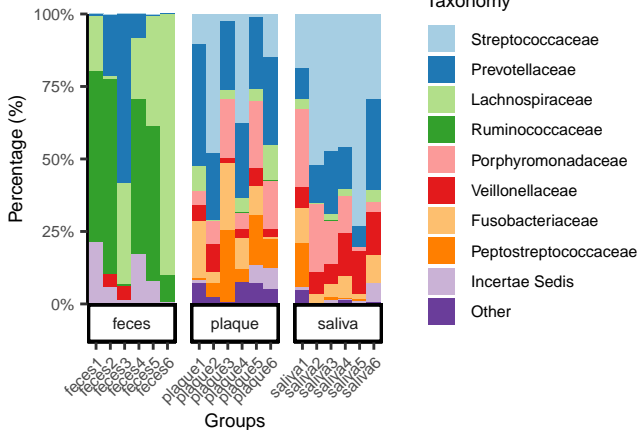 Taxonomy
100%
75%
50%
25%
0%
Percentage (%)
feces
plaque
saliva
feces1
feces2
feces3
feces4
feces5
feces6
plaque1
plaque2
plaque3
plaque4
plaque5
plaque6
saliva1
saliva2
saliva3
saliva4
saliva5
saliva6
Groups
Streptococcaceae
Prevotellaceae
Lachnospiraceae
Ruminococcaceae
Porphyromonadaceae
Veillonellaceae
Fusobacteriaceae
Peptostreptococcaceae
Incertae Sedis
Other